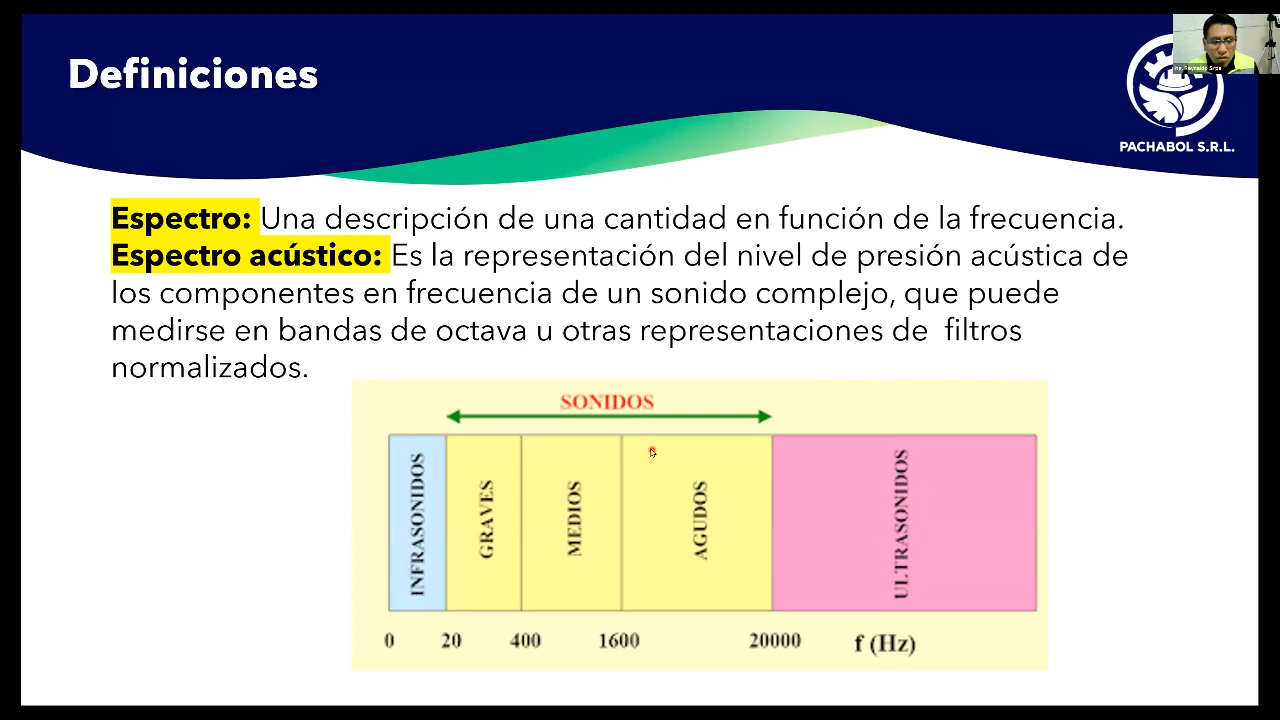 Definiciones
PACHABOL S.R.L.
Espectro: Una descripción de una cantidad en función de la frecuencia.
Espectro acústico: Es la representación del nivel de presión acústica de
los componentes en frecuencia de un sonido complejo, que puede
medirse en bandas de octava u otras representaciones de filtros
normalizados.
SONIDOS
INFRASONIDOS
GRAVES
MEDIOS
AGUDOS
ULTRASONIDOS
0 20 400 1600 20000 f (Hz)